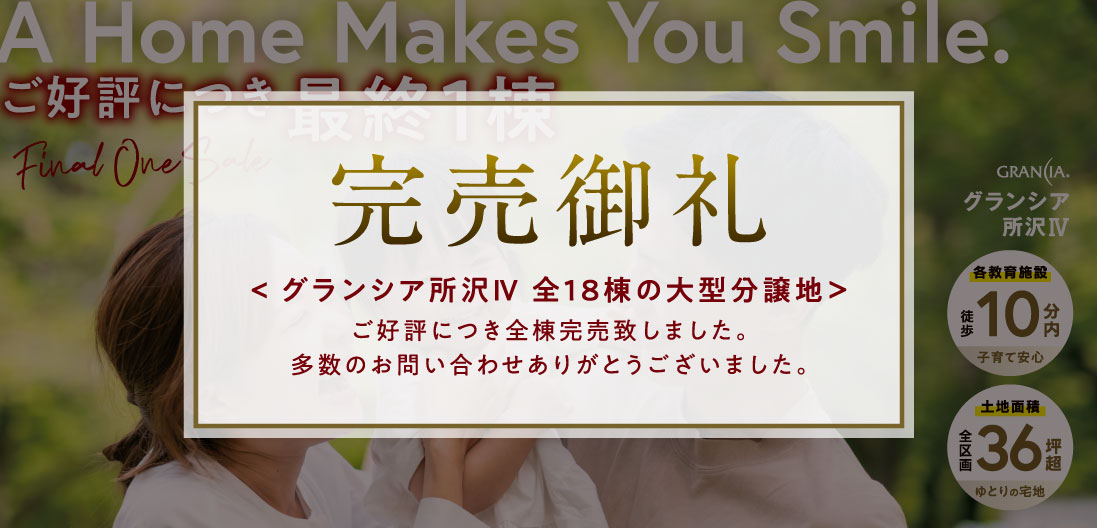 A Home Makes You Smile.
ご好評につき最終1棟
Final One Sale
完売御礼
< グランシア所沢Ⅳ 全18棟の大型分譲地>
ご好評につき全棟完売致しました。
多数のお問い合わせありがとうございました。
GRANCIA.
グランシア
所沢Ⅳ
各教育施設
徒歩10分内
子育て安心
土地面積
全区画36坪超
ゆとりの宅地